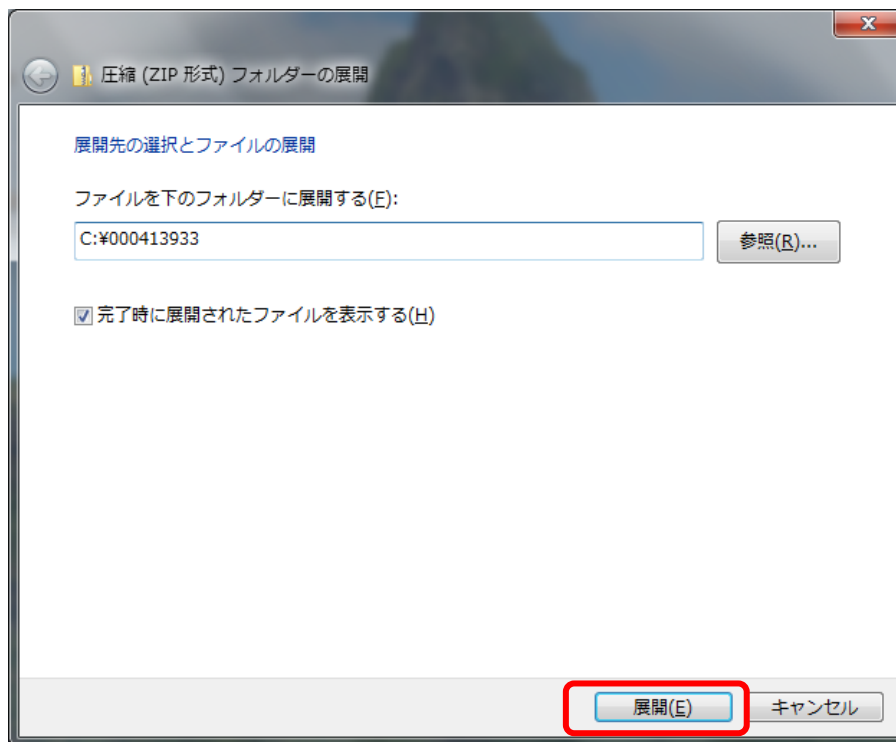 圧縮 (ZIP 形式) フォルダーの展開
展開先の選択とファイルの展開
ファイルを下のフォルダーに展開する(F):
C:¥000413933
参照(R)...
完了時に展開されたファイルを表示する(H)
展開(E)
キャンセル